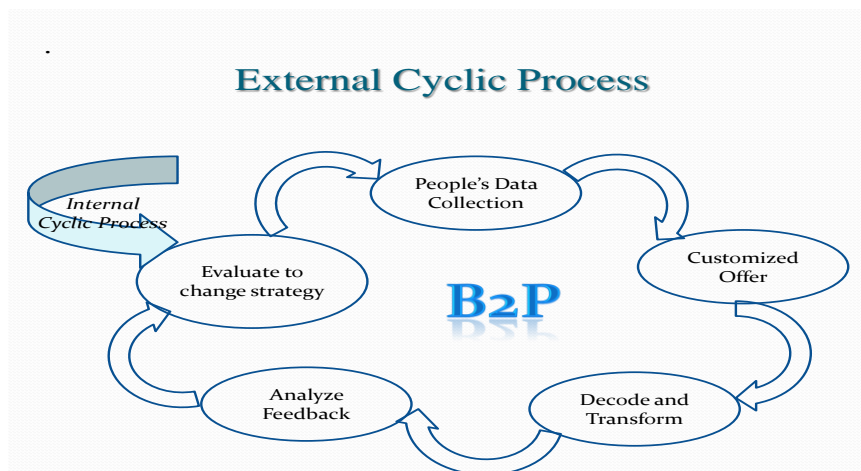 External Cyclic Process
Internal
Cyclic Process
People's Data
Collection
Customized
Offer
Evaluate to
change strategy
B2P
Analyze
Feedback
Decode and
Transform